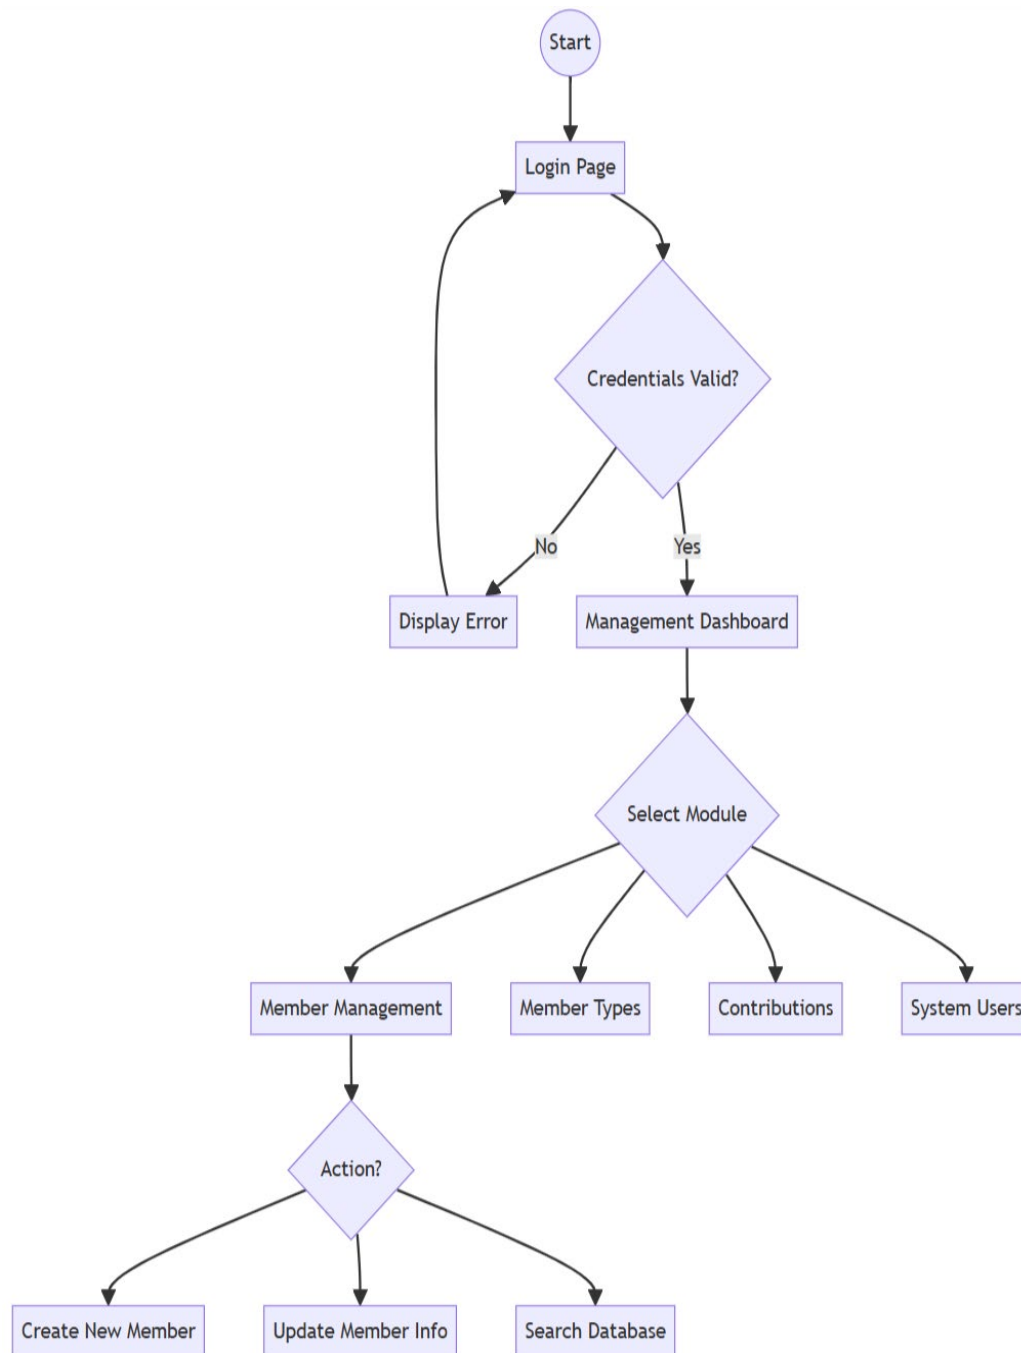 Start
Login Page
Credentials Valid?
No
Yes
Display Error
Management Dashboard
Select Module
Member Management
Member Types
Contributions
System Users
Action?
Create New Member
Update Member Info
Search Database